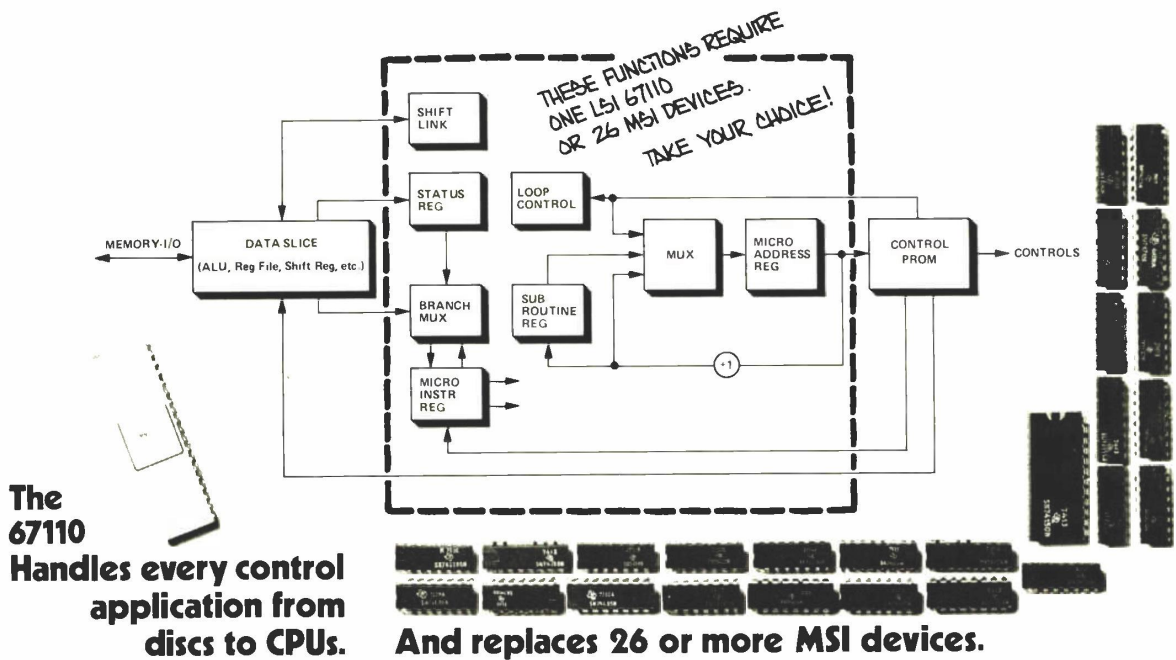 THESE FUNCTIONS REQUIRE
ONE LSI 67110
OR 26 MSI DEVICES.
TAKE YOUR CHOICE!
SHIFT
LINK
STATUS
REG
LOOP
CONTROL
MEMORY-I/O
DATA SLICE
(ALU, Reg File, Shift Reg, etc.)
MUX
MICRO
ADDRESS
REG
CONTROL
PROM
CONTROLS
BRANCH
MUX
SUB
ROUTINE
REG
+1
MICRO
INSTR
REG
The
67110
Handles every control
application from
discs to CPUs.
And replaces 26 or more MSI devices.